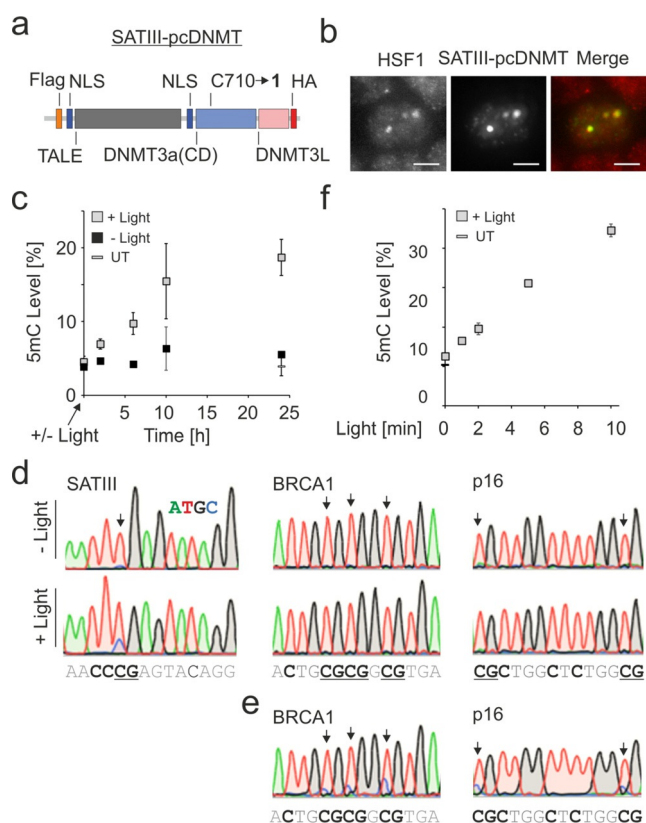 a
SATIII-pcDNMT
Flag NLS NLS C710→1 HA
TALE DNMT3a(CD) DNMT3L
b
HSF1 SATIII-pcDNMT Merge
c
+ Light
- Light
UT
5mC Level [%]
20
15
10
5
0
0 5 10 15 20 25
+/- Light
Time [h]
f
+ Light
UT
5mC Level [%]
30
20
10
0
0 2 4 6 8 10
Light [min]
d
SATIII BRCA1 p16
ATGC
- Light
+ Light
AACCCGAGTACAGG ACTGCGCGGCGTGA CGCTGGCTCTGGCG
e
BRCA1 p16
ACTGCGCGGCGTGA CGCTGGCTCTGGCG